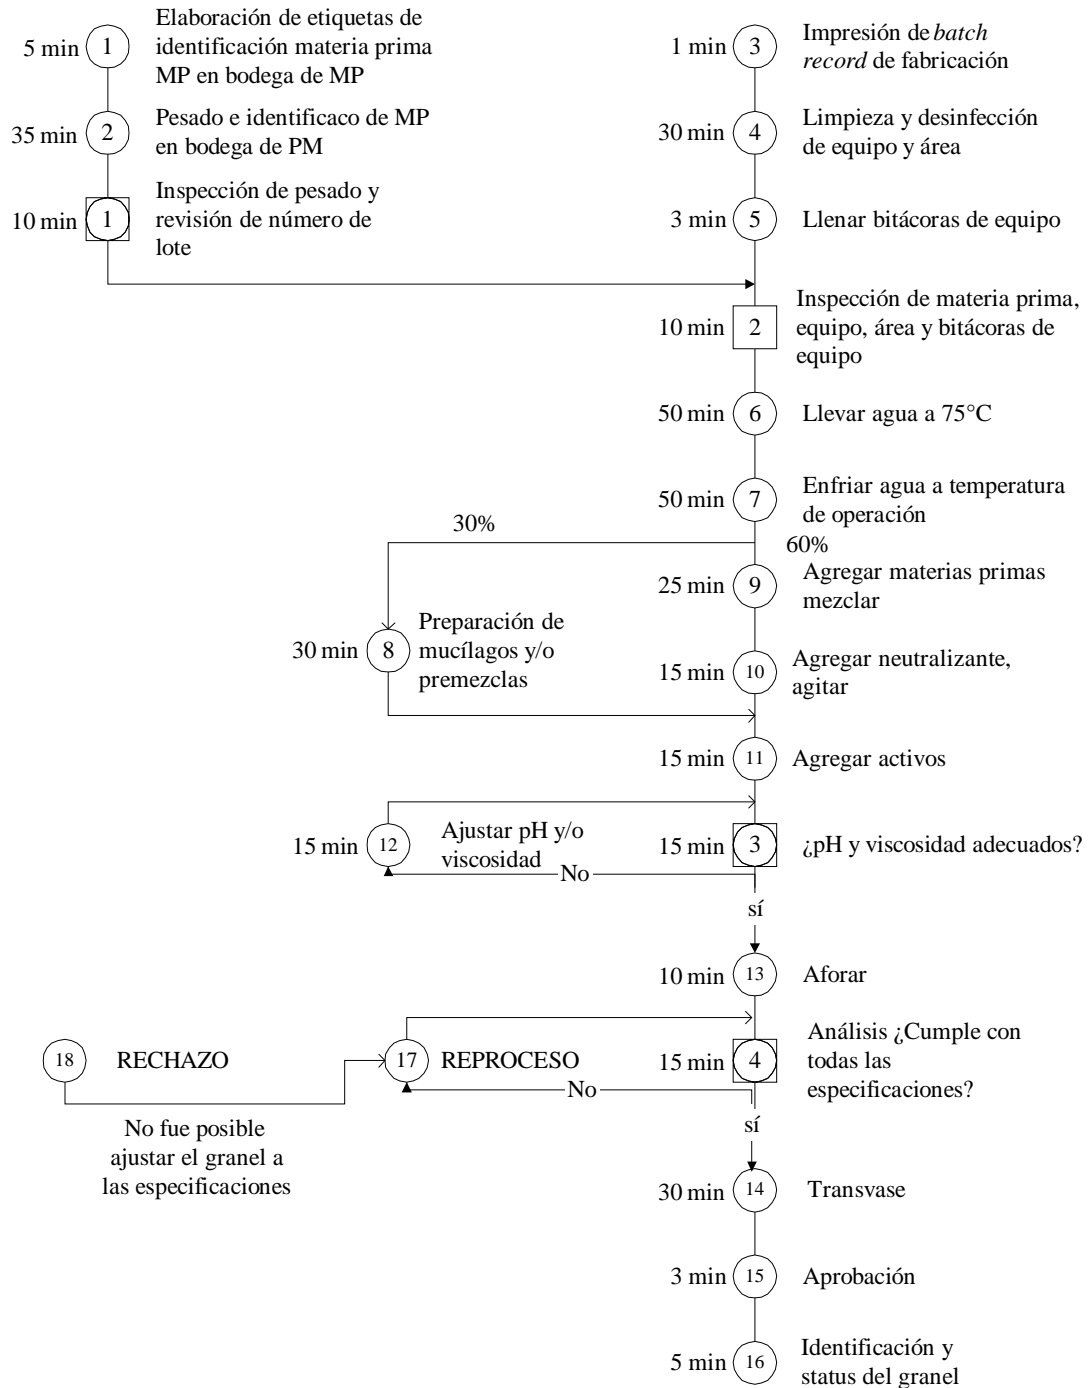 Elaboración de etiquetas de
5 min 1 identificación materia prima
MP en bodega de MP
35 min 2 Pesado e identificaco de MP
en bodega de PM
Inspección de pesado y
10 min 1 revisión de número de
lote
1 min 3 Impresión de batch
record de fabricación
30 min 4 Limpieza y desinfección
de equipo y área
3 min 5 Llenar bitácoras de equipo
Inspección de materia prima,
10 min 2 equipo, área y bitácoras de
equipo
50 min 6 Llevar agua a 75°C
50 min 7 Enfriar agua a temperatura
de operación
30%
60%
25 min 9 Agregar materias primas
mezclar
Preparación de
30 min 8 mucílagos y/o
premezclas
15 min 10 Agregar neutralizante,
agitar
15 min 11 Agregar activos
15 min 12 Ajustar pH y/o
viscosidad
15 min 3 ¿pH y viscosidad adecuados?
No
sí
10 min 13 Aforar
18 RECHAZO
17 REPROCESO
Análisis ¿Cumple con
15 min 4 todas las
especificaciones?
No
sí
No fue posible
ajustar el granel a
las especificaciones
30 min 14 Transvase
3 min 15 Aprobación
5 min 16 Identificación y
status del granel